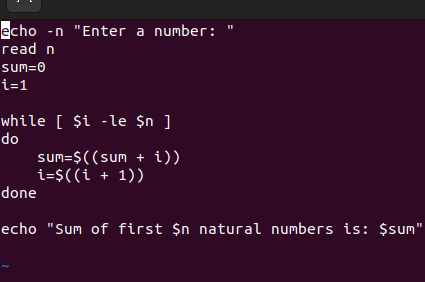 echo -n "Enter a number: "
read n
sum=0
i=1

while [ $i -le $n ]
do
    sum=$((sum + i))
    i=$((i + 1))
done

echo "Sum of first $n natural numbers is: $sum"

~